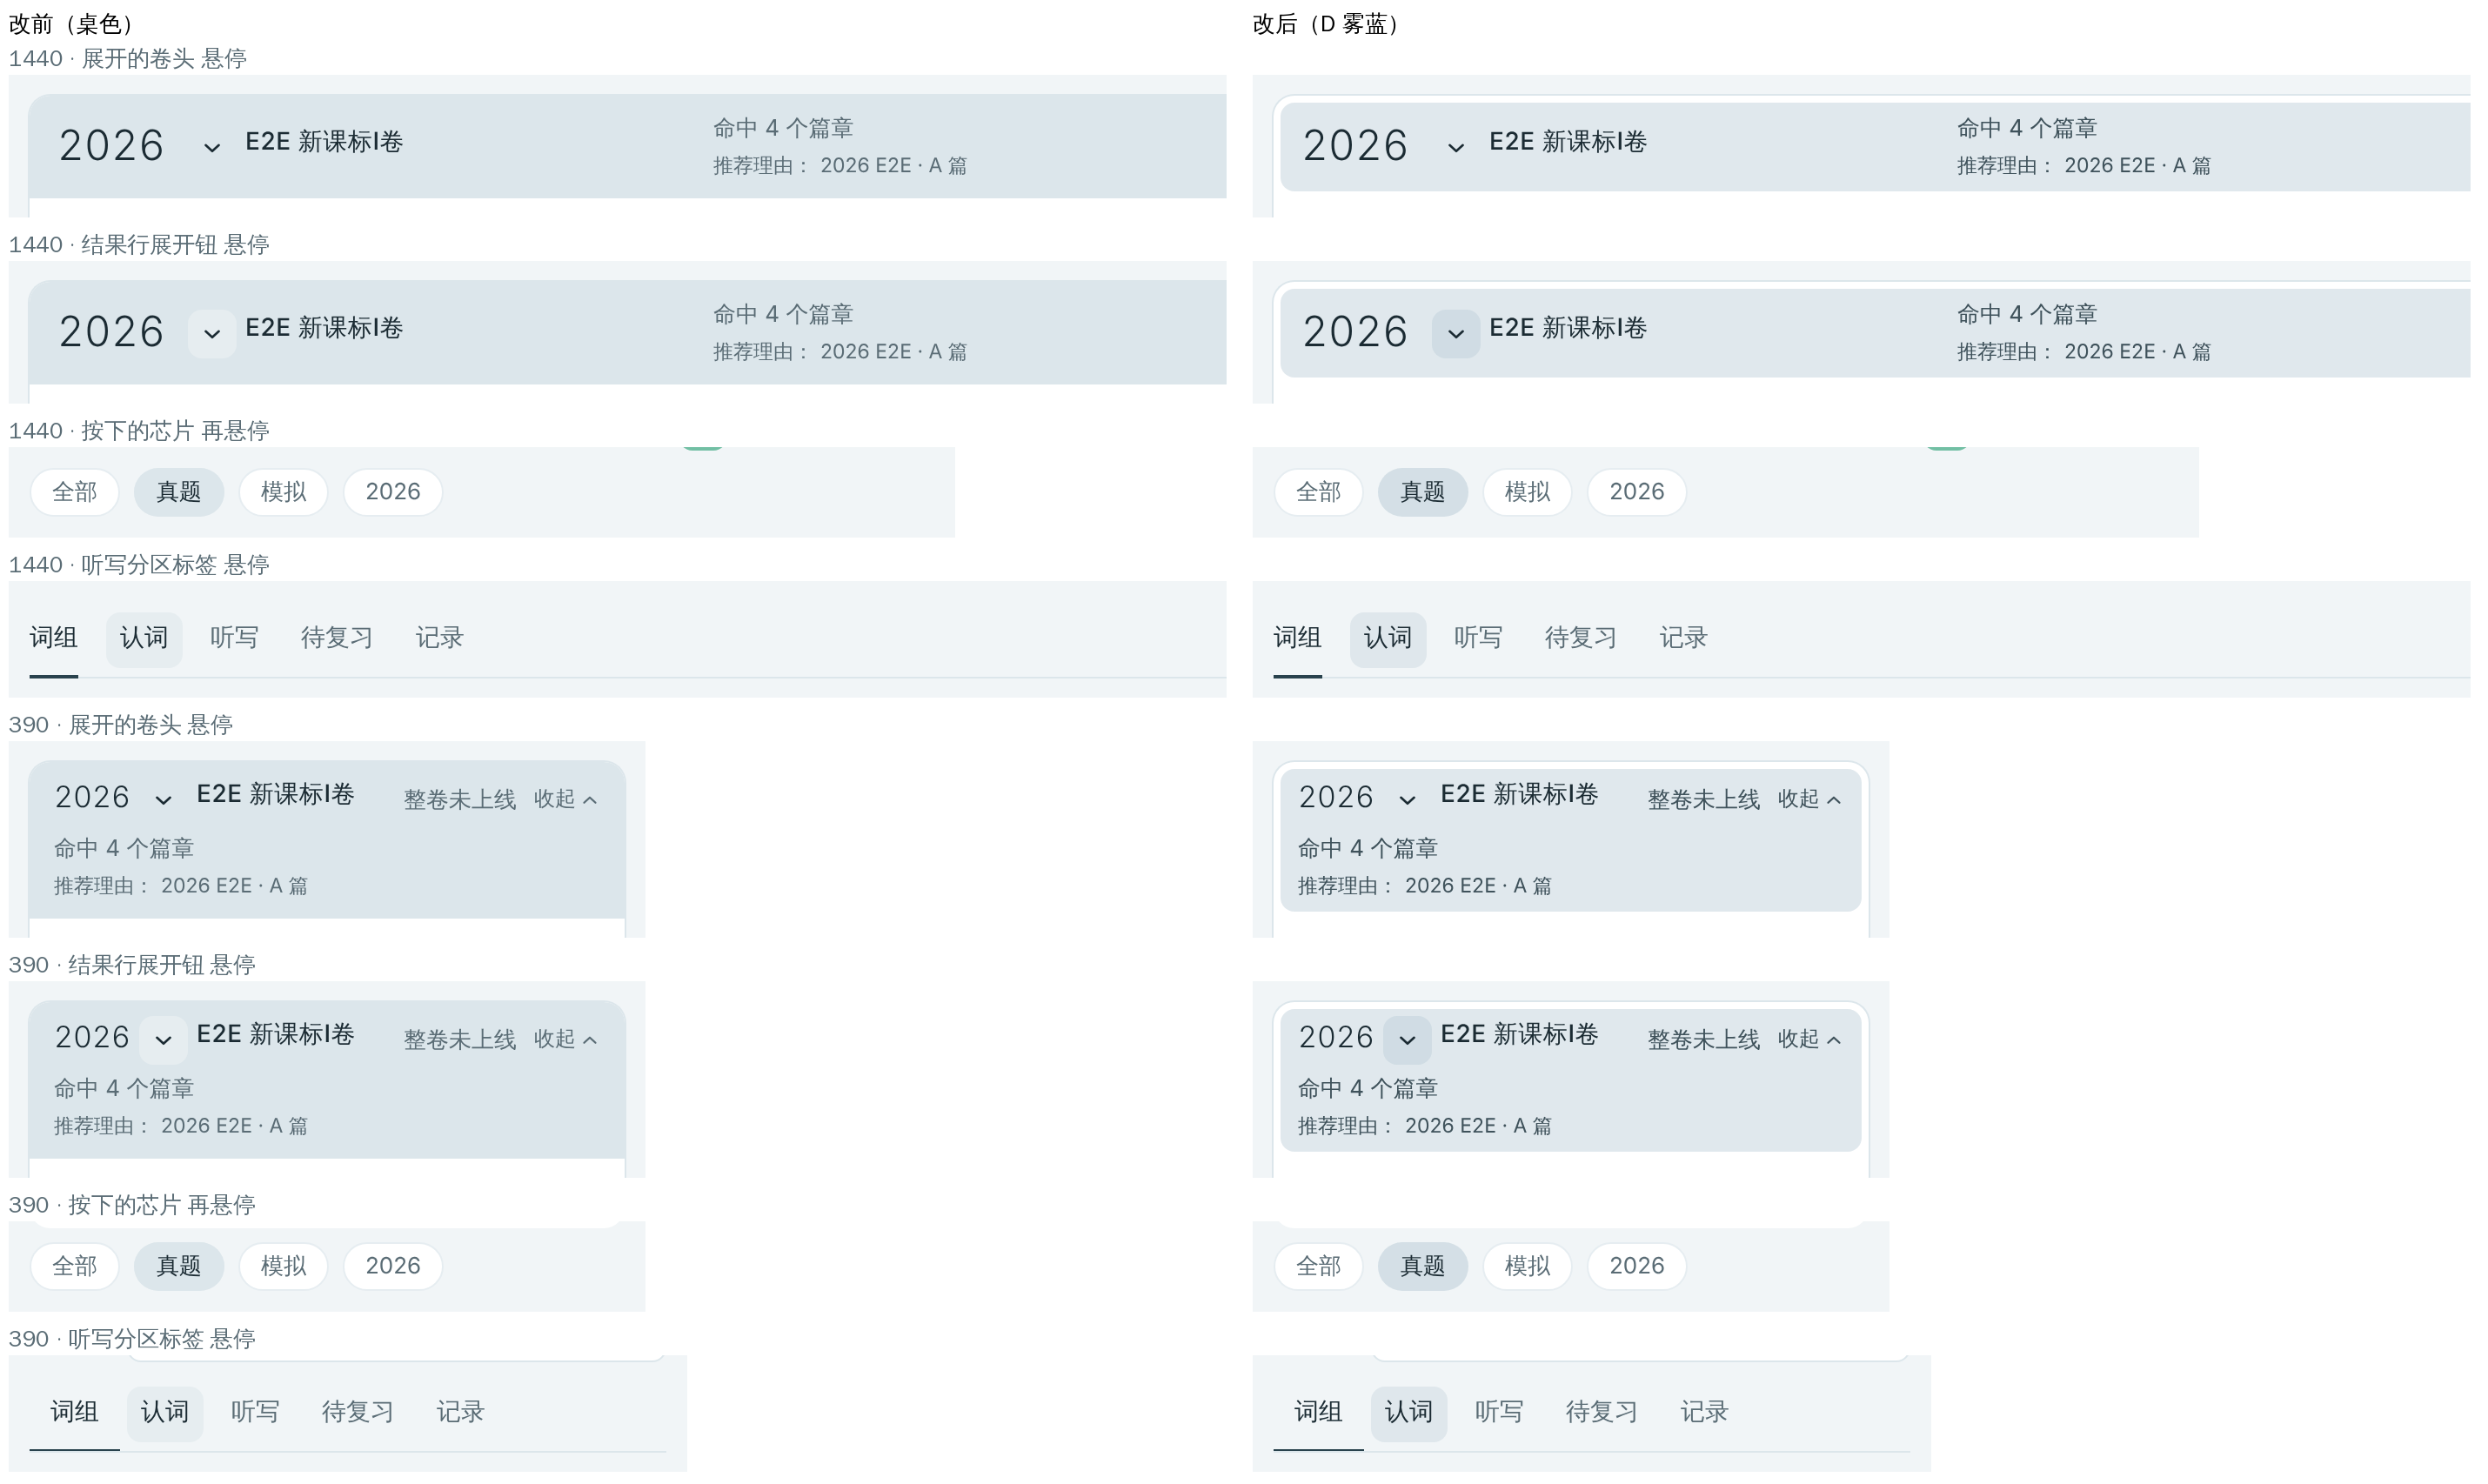 改前（桌色）
改后（D 雾蓝）
1440 · 展开的卷头 悬停
2026 E2E 新课标I卷 命中 4 个篇章
推荐理由： 2026 E2E · A 篇
2026 E2E 新课标I卷 命中 4 个篇章
推荐理由： 2026 E2E · A 篇
1440 · 结果行展开钮 悬停
2026 E2E 新课标I卷 命中 4 个篇章
推荐理由： 2026 E2E · A 篇
2026 E2E 新课标I卷 命中 4 个篇章
推荐理由： 2026 E2E · A 篇
1440 · 按下的芯片 再悬停
全部 真题 模拟 2026
全部 真题 模拟 2026
1440 · 听写分区标签 悬停
词组 认词 听写 待复习 记录
词组 认词 听写 待复习 记录
390 · 展开的卷头 悬停
2026 E2E 新课标I卷 整卷未上线 收起
命中 4 个篇章
推荐理由： 2026 E2E · A 篇
2026 E2E 新课标I卷 整卷未上线 收起
命中 4 个篇章
推荐理由： 2026 E2E · A 篇
390 · 结果行展开钮 悬停
2026 E2E 新课标I卷 整卷未上线 收起
命中 4 个篇章
推荐理由： 2026 E2E · A 篇
2026 E2E 新课标I卷 整卷未上线 收起
命中 4 个篇章
推荐理由： 2026 E2E · A 篇
390 · 按下的芯片 再悬停
全部 真题 模拟 2026
全部 真题 模拟 2026
390 · 听写分区标签 悬停
词组 认词 听写 待复习 记录
词组 认词 听写 待复习 记录